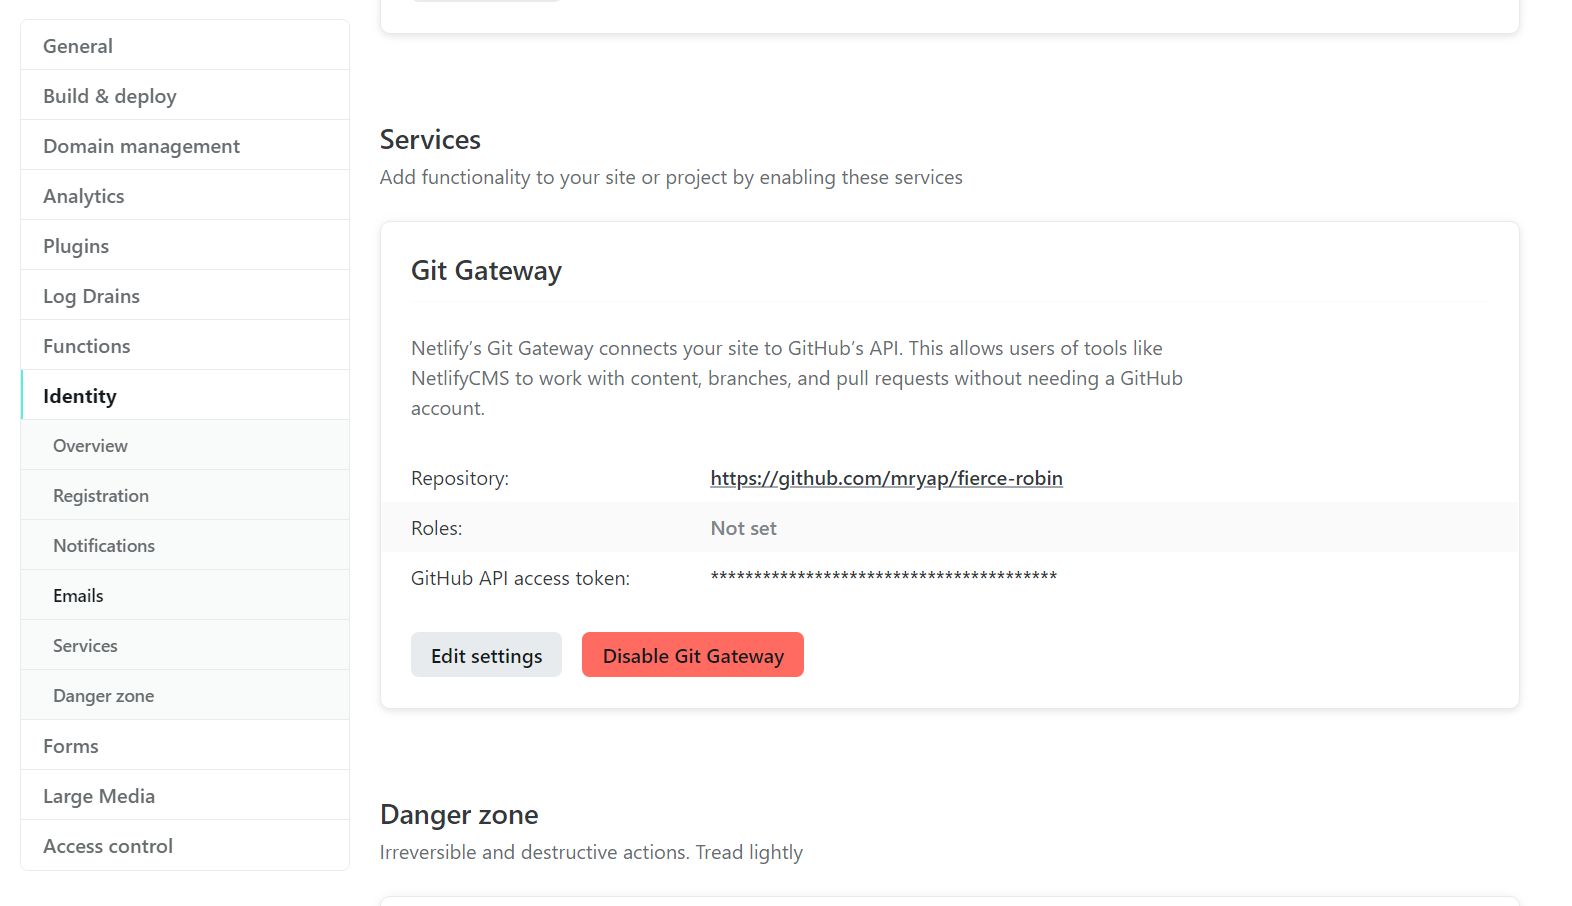 General
Build & deploy
Domain management
Analytics
Plugins
Log Drains
Functions
Identity
Overview
Registration
Notifications
Emails
Services
Danger zone
Forms
Large Media
Access control
Services
Add functionality to your site or project by enabling these services
Git Gateway
Netlify’s Git Gateway connects your site to GitHub’s API. This allows users of tools like
NetlifyCMS to work with content, branches, and pull requests without needing a GitHub
account.
Repository: https://github.com/mryap/fierce-robin
Roles: Not set
GitHub API access token: ****************************************
Edit settings Disable Git Gateway
Danger zone
Irreversible and destructive actions. Tread lightly